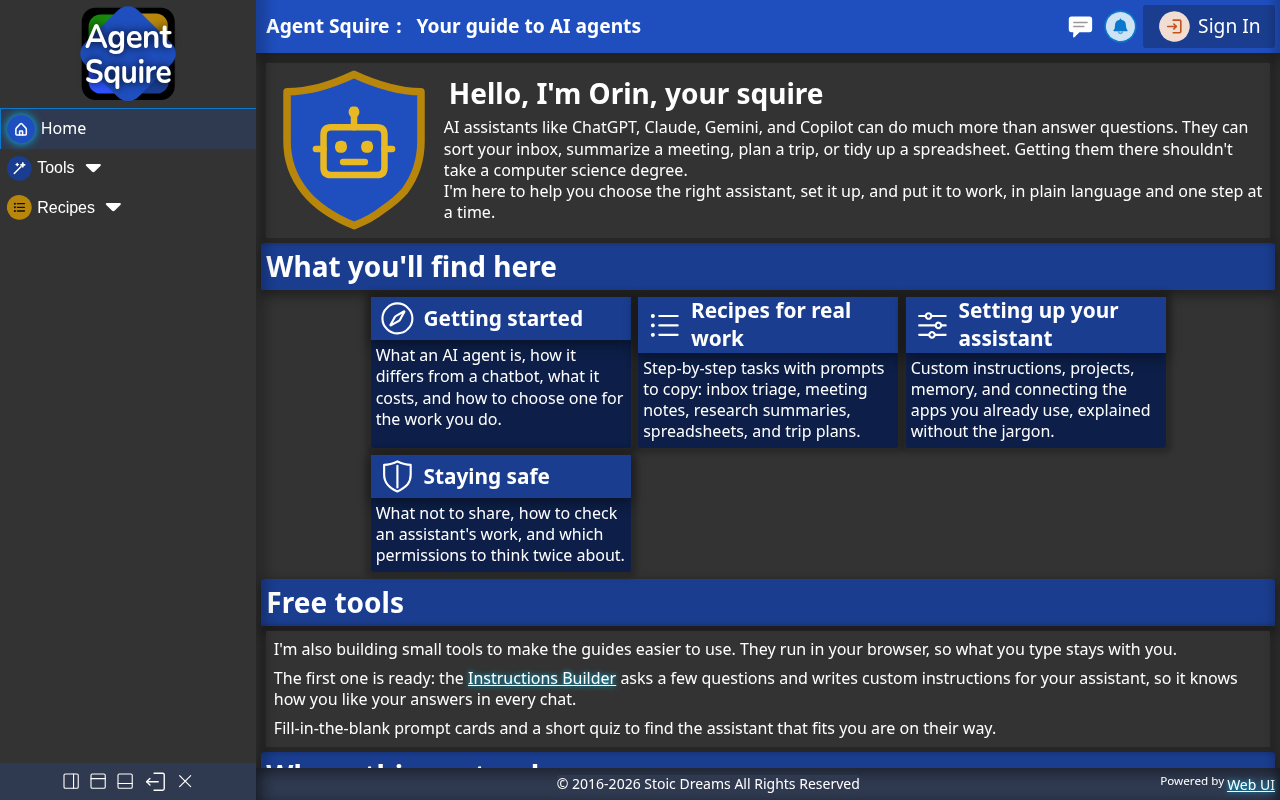 Agent
Squire
Home
Tools
Recipes
Agent Squire : Your guide to AI agents
Sign In
Hello, I'm Orin, your squire
AI assistants like ChatGPT, Claude, Gemini, and Copilot can do much more than answer questions. They can
sort your inbox, summarize a meeting, plan a trip, or tidy up a spreadsheet. Getting them there shouldn't
take a computer science degree.
I'm here to help you choose the right assistant, set it up, and put it to work, in plain language and one step at
a time.
What you'll find here
Getting started
What an AI agent is, how it
differs from a chatbot, what it
costs, and how to choose one for
the work you do.
Recipes for real
work
Step-by-step tasks with prompts
to copy: inbox triage, meeting
notes, research summaries,
spreadsheets, and trip plans.
Setting up your
assistant
Custom instructions, projects,
memory, and connecting the
apps you already use, explained
without the jargon.
Staying safe
What not to share, how to check
an assistant's work, and which
permissions to think twice about.
Free tools
I'm also building small tools to make the guides easier to use. They run in your browser, so what you type stays with you.
The first one is ready: the Instructions Builder asks a few questions and writes custom instructions for your assistant, so it knows
how you like your answers in every chat.
Fill-in-the-blank prompt cards and a short quiz to find the assistant that fits you are on their way.
© 2016-2026 Stoic Dreams All Rights Reserved
Powered by Web UI